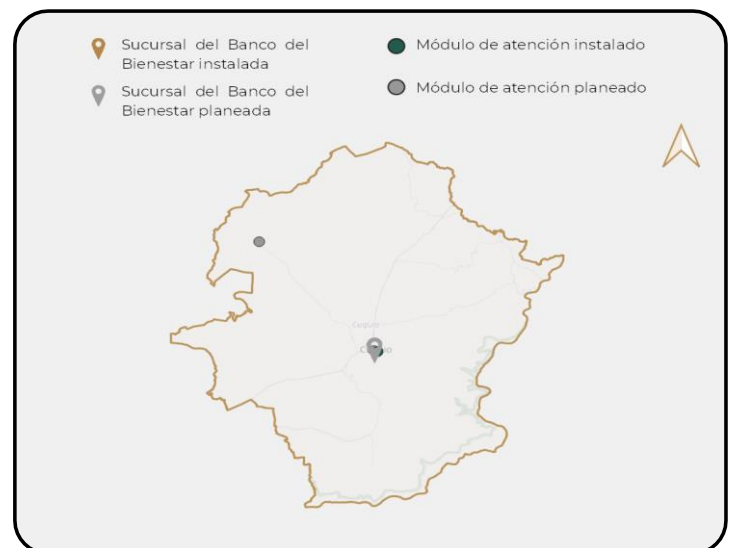 Sucursal del Banco del
Bienestar instalada
Sucursal del Banco del
Bienestar planeada
Módulo de atención instalado
Módulo de atención planeado